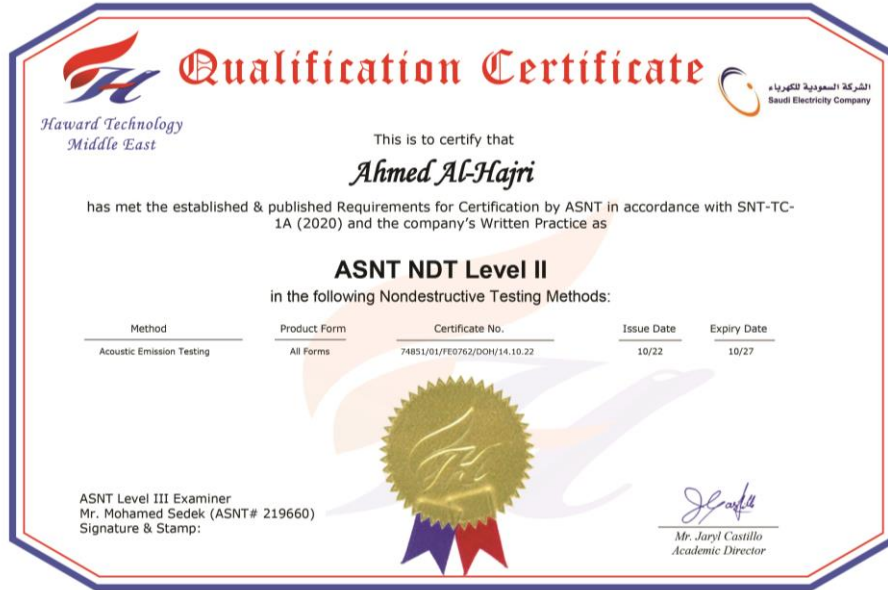 Qualification Certificate
Haward Technology
Middle East
الشركة السعودية للكهرباء
Saudi Electricity Company
This is to certify that
Ahmed Al-Hajri
has met the established & published Requirements for Certification by ASNT in accordance with SNT-TC-
1A (2020) and the company's Written Practice as
ASNT NDT Level II
in the following Nondestructive Testing Methods:
Method Product Form Certificate No. Issue Date Expiry Date
Acoustic Emission Testing All Forms 74851/01/FE0762/DOH/14.10.22 10/22 10/27
ASNT Level III Examiner
Mr. Mohamed Sedek (ASNT# 219660)
Signature & Stamp:
Mr. Jaryl Castillo
Academic Director